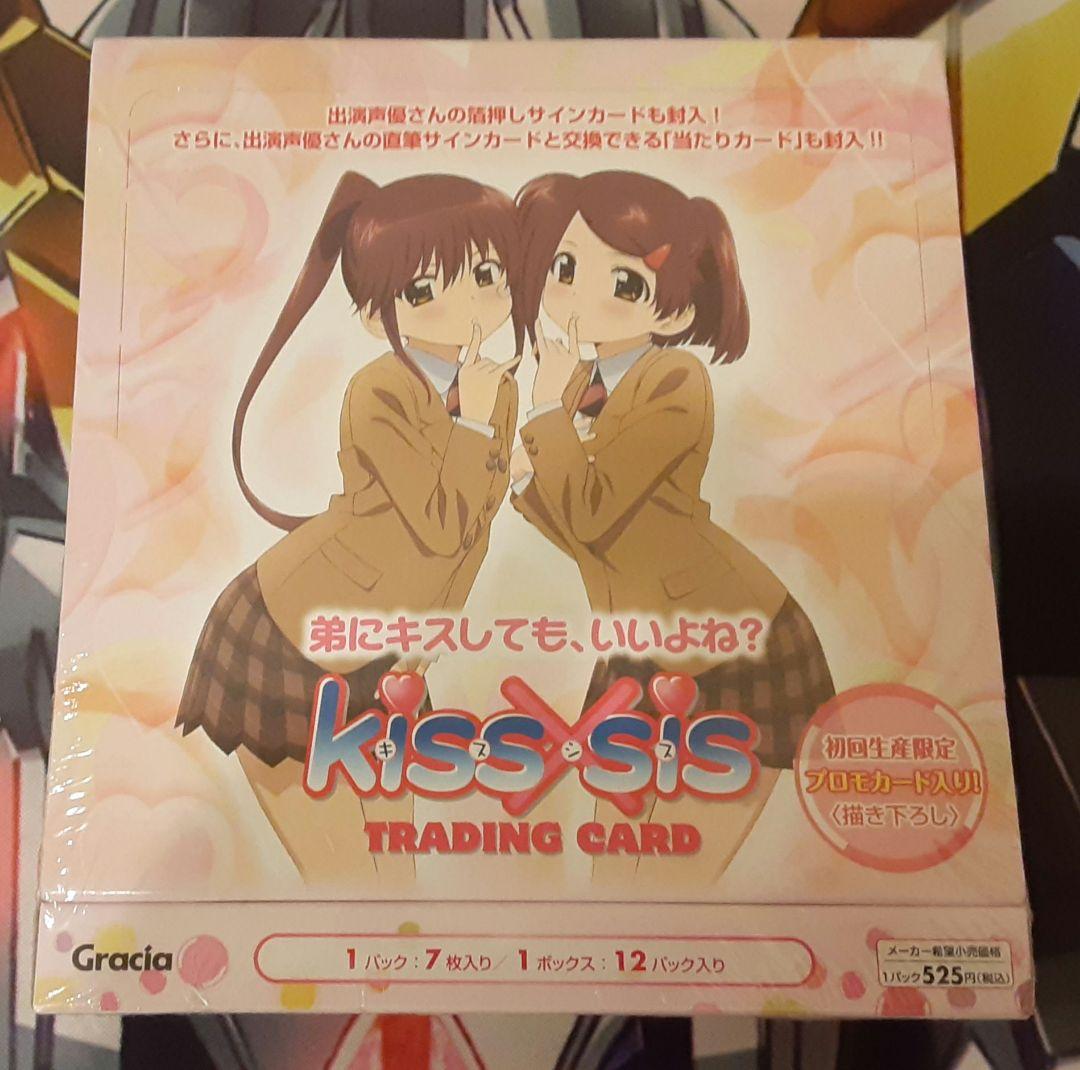 出演声優さんの箔押しサインカードも封入！
さらに、出演声優さんの直筆サインカードと交換できる「当たりカード」も封入!!
弟にキスしても、いいよね?
kiss×sis
キスシス
TRADING CARD
初回生産限定
プロモカード入り!
〈描き下ろし〉
Gracia
1パック：7枚入り／1ボックス：12パック入り
メーカー希望小売価格
1パック525円(税込)